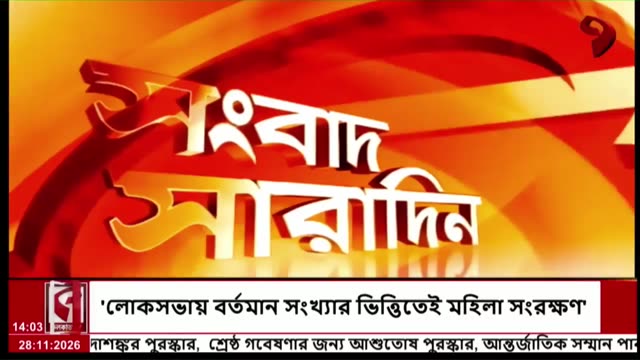 সংবাদ
সারাদিন
'লোকসভায় বর্তমান সংখ্যার ভিত্তিতেই মহিলা সংরক্ষণ'
14:03
28:11:2026
দাশঙ্কর পুরস্কার, শ্রেষ্ঠ গবেষণার জন্য আশুতোষ পুরস্কার, আন্তর্জাতিক সম্মান পা